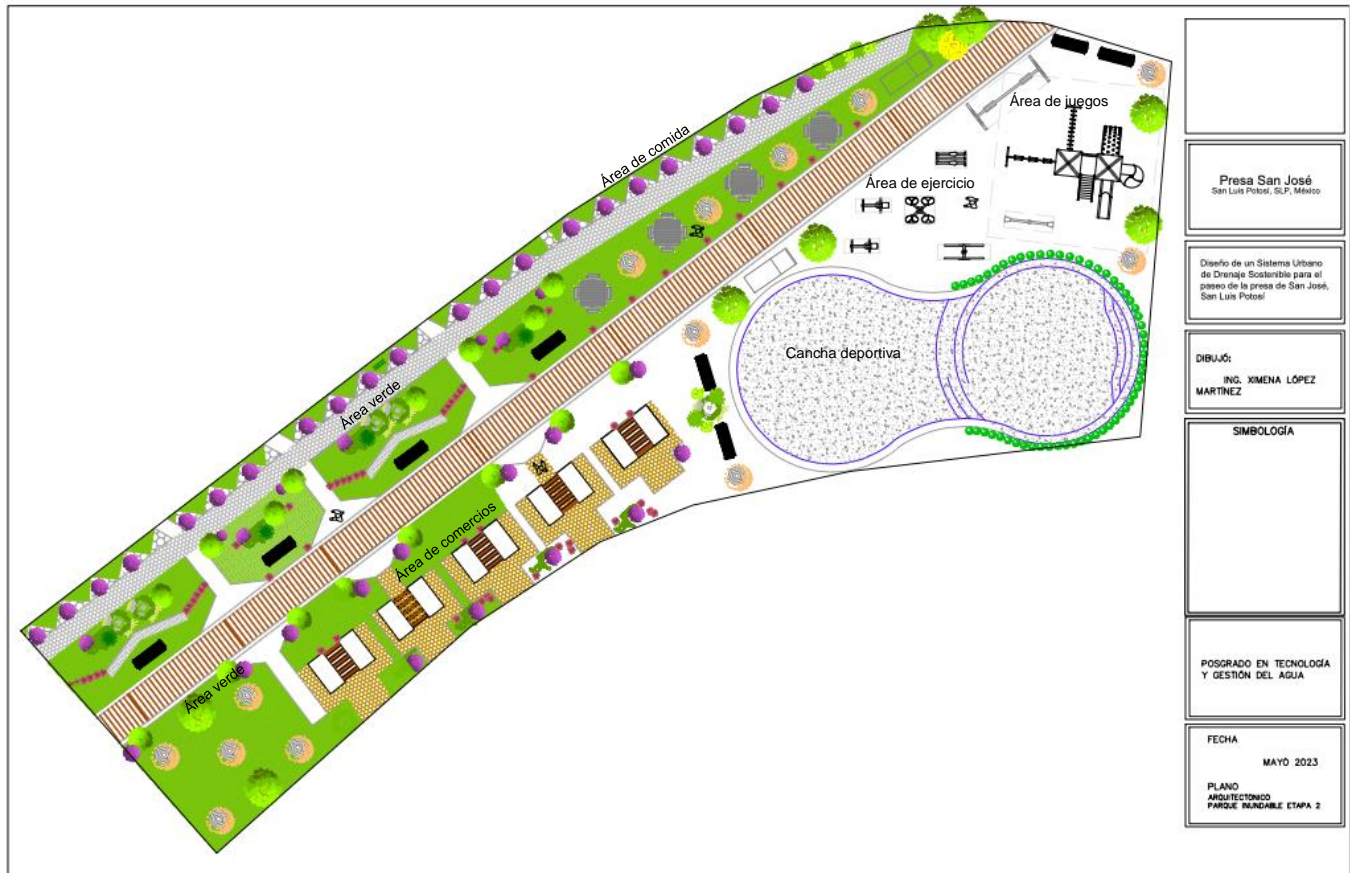 Área de juegos
Área de comida
Área de ejercicio
Cancha deportiva
Área verde
Área de comercios
Área verde
Presa San José
San Luis Potosí, SLP, México
Diseño de un Sistema Urbano
de Drenaje Sostenible para el
paseo de la presa de San José,
San Luis Potosí
DIBUJÓ:
ING. XIMENA LÓPEZ
MARTÍNEZ
SIMBOLOGÍA
POSGRADO EN TECNOLOGÍA
Y GESTIÓN DEL AGUA
FECHA
MAYO 2023
PLANO
ARQUITECTONICO
PARQUE INUNDABLE ETAPA 2